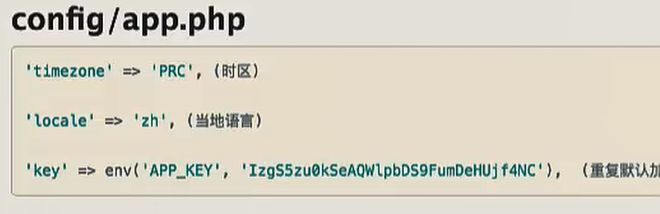 config/app.php
'timezone' => 'PRC', (时区)
'locale' => 'zh', (当地语言)
'key' => env('APP_KEY', 'IzgS5zu0kSeAQWlpbDS9FumDeHUjf4NC'), (重复默认加